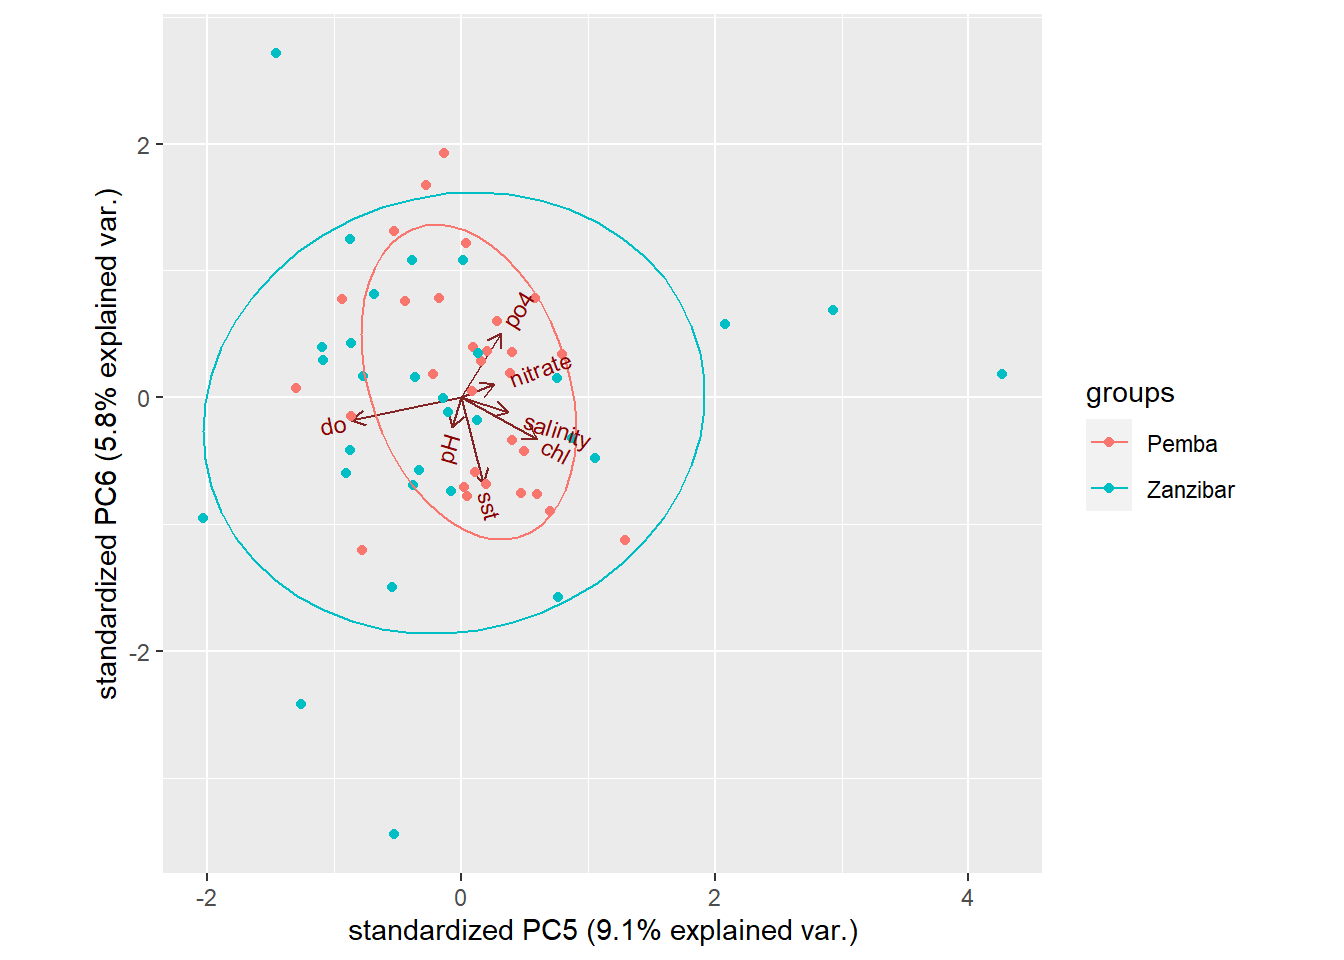 standardized PC6 (5.8% explained var.)
2
0
-2
po4
nitrate
do
salinity
chl
pH
sst
-2
0
2
4
standardized PC5 (9.1% explained var.)
groups
Pemba
Zanzibar